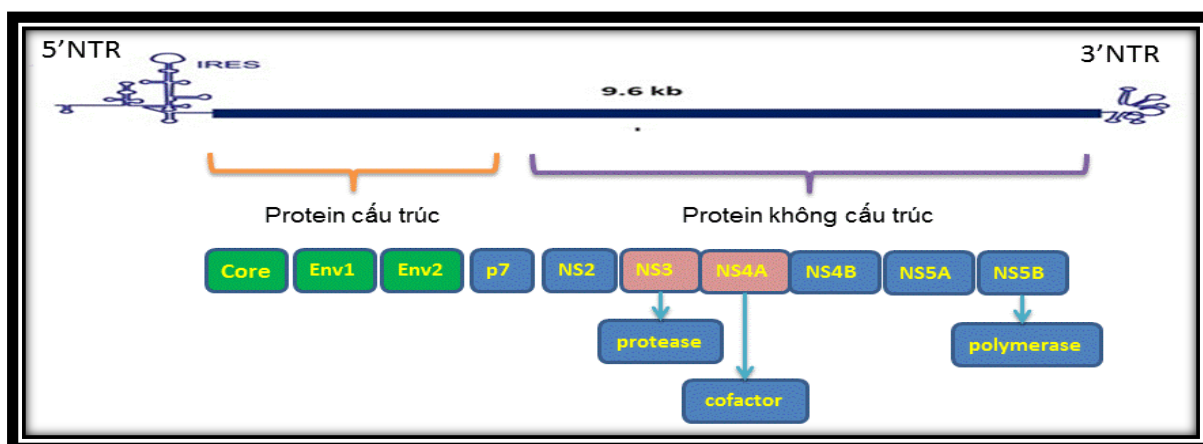 5'NTR
3'NTR
IRES
9.6 kb
Protein cấu trúc
Protein không cấu trúc
Core Env1 Env2 p7 NS2 NS3 NS4A NS4B NS5A NS5B
protease
polymerase
cofactor